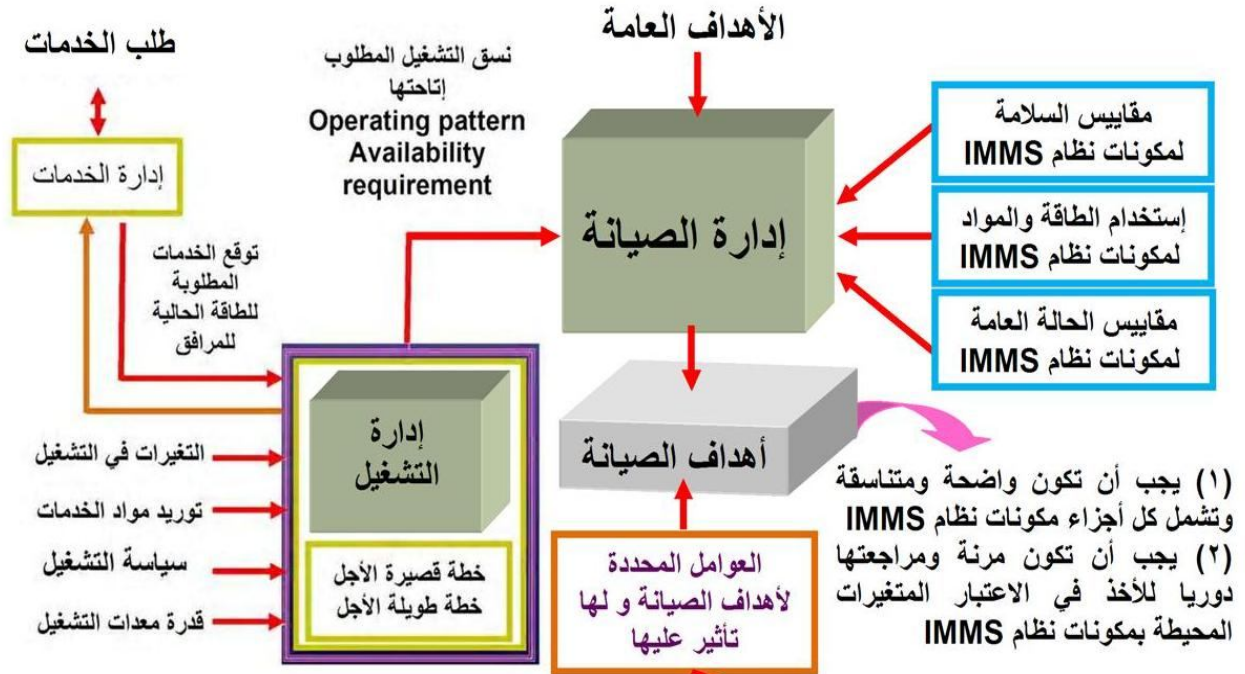 الأهداف العامة
طلب الخدمات
نسق التشغيل المطلوب
إتاحتها
Operating pattern
Availability
requirement
مقاييس السلامة
لمكونات نظام IMMS
إدارة الخدمات
إدارة الصيانة
إستخدام الطاقة والمواد
لمكونات نظام IMMS
توقع الخدمات
المطلوبة
للطاقة الحالية
للمرافق
مقاييس الحالة العامة
لمكونات نظام IMMS
إدارة
التشغيل
أهداف الصيانة
التغيرات في التشغيل
توريد مواد الخدمات
سياسة التشغيل
قدرة معدات التشغيل
خطة قصيرة الأجل
خطة طويلة الأجل
العوامل المحددة
لأهداف الصيانة و لها
تأثير عليها
(١) يجب أن تكون واضحة ومتناسقة
وتشمل كل أجزاء مكونات نظام IMMS
(٢) يجب أن تكون مرنة ومراجعتها
دوريا للأخذ في الاعتبار المتغيرات
المحيطة بمكونات نظام IMMS